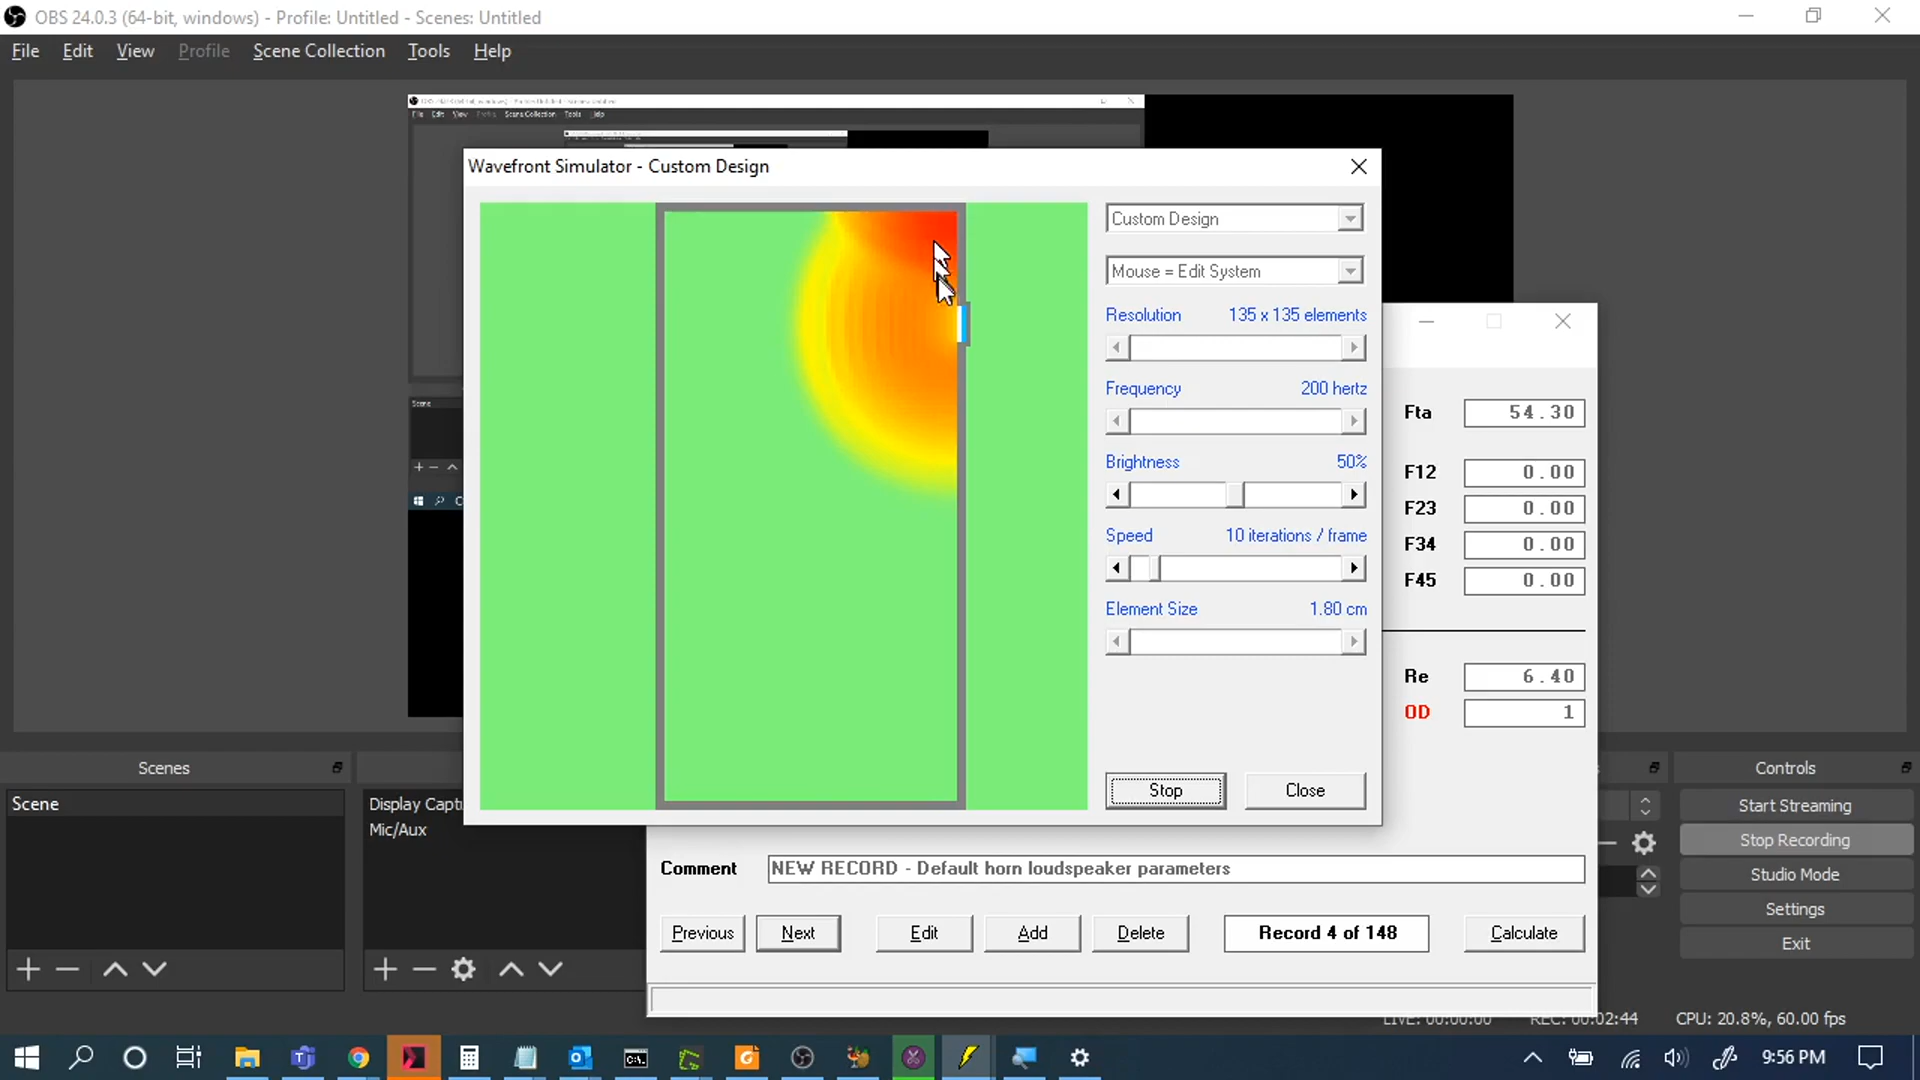 OBS 24.0.3 (64-bit, windows) - Profile: Untitled - Scenes: Untitled
File Edit View Profile Scene Collection Tools Help
Wavefront Simulator - Custom Design
Custom Design
Mouse = Edit System
Resolution 135 x 135 elements
Frequency 200 hertz
Brightness 50%
Speed 10 iterations / frame
Element Size 1.80 cm
Stop Close
Fta 54.30
F12 0.00
F23 0.00
F34 0.00
F45 0.00
Re 6.40
OD 1
Scenes
Scene
Display Captu
Mic/Aux
Comment NEW RECORD - Default horn loudspeaker parameters
Previous Next Edit Add Delete Record 4 of 148 Calculate
Controls
Start Streaming
Stop Recording
Studio Mode
Settings
Exit
LIVE: 00:00:00 REC: 00:02:44 CPU: 20.8%, 60.00 fps
9:56 PM